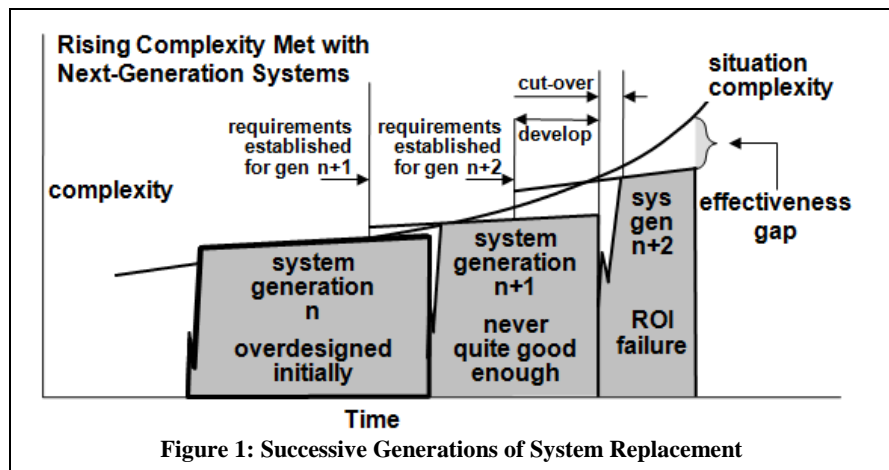 Rising Complexity Met with
Next-Generation Systems
cut-over
situation
complexity
requirements
established
for gen n+1
requirements
established
for gen n+2
develop
complexity
effectiveness
gap
system
generation
n
overdesigned
initially
system
generation
n+1
never
quite good
enough
sys
gen
n+2
ROI
failure
Time
Figure 1: Successive Generations of System Replacement